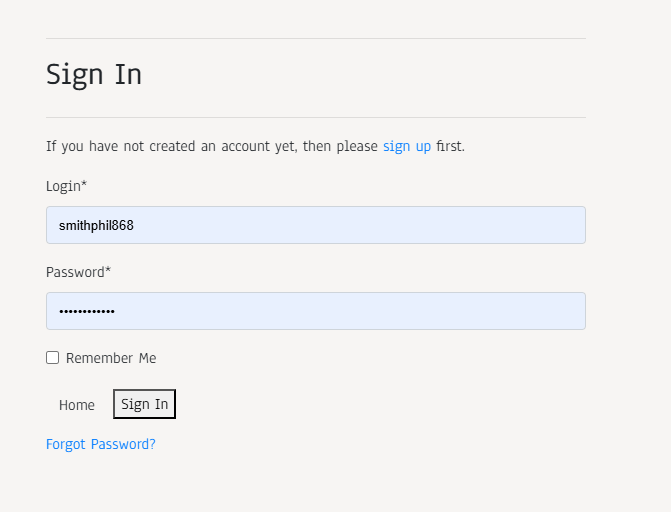 Sign In
If you have not created an account yet, then please sign up first.
Login*
smithphil868
Password*
••••••••••••
Remember Me
Home Sign In
Forgot Password?